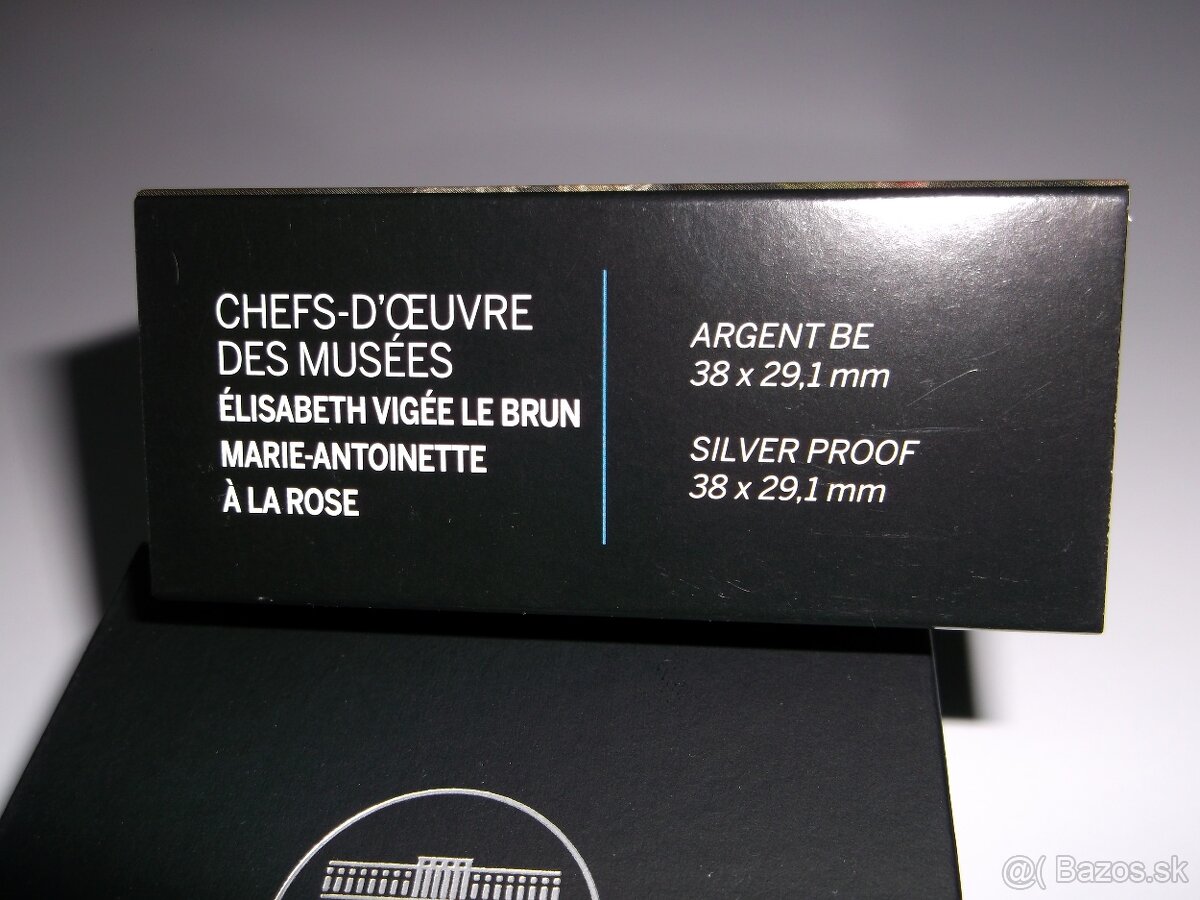 CHEFS-D'ŒUVRE
DES MUSÉES
ÉLISABETH VIGÉE LE BRUN
MARIE-ANTOINETTE
À LA ROSE
ARGENT BE
38 x 29,1 mm
SILVER PROOF
38 x 29,1 mm
@( Bazos.sk